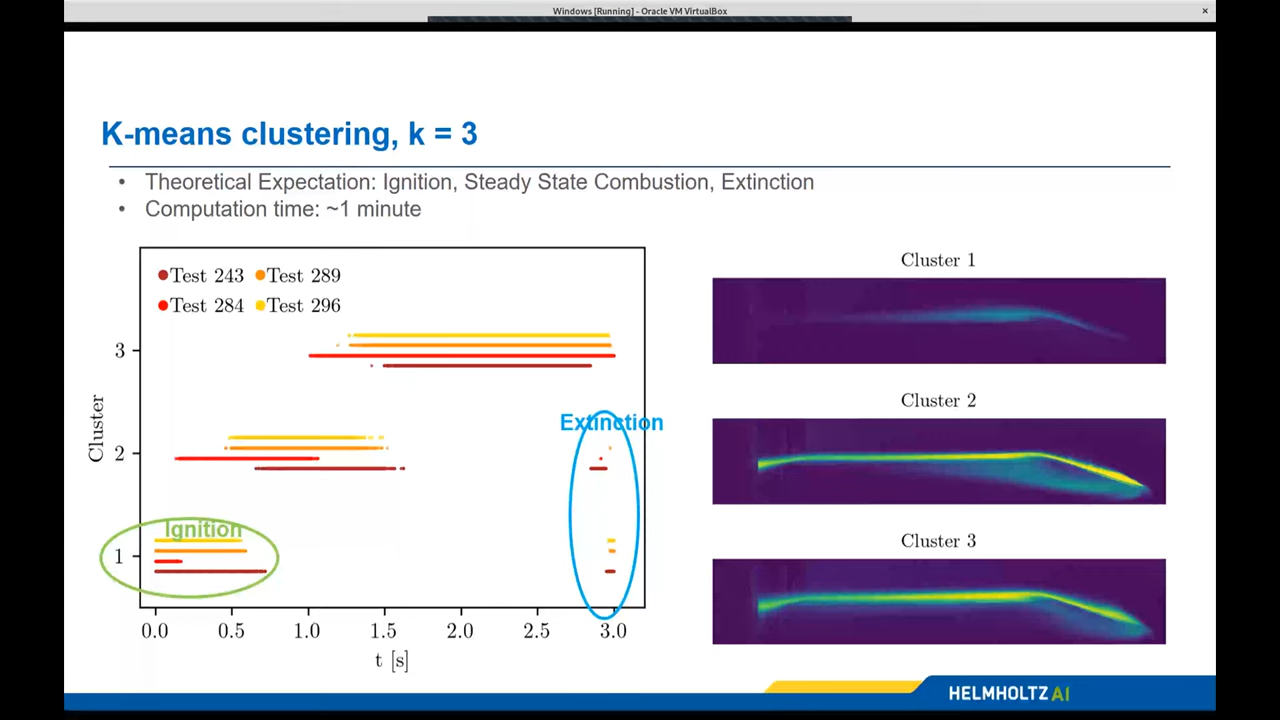 Windows [Running] - Oracle VM VirtualBox
×
K-means clustering, k = 3
• Theoretical Expectation: Ignition, Steady State Combustion, Extinction
• Computation time: ~1 minute
Test 243 Test 289
Test 284 Test 296
3
2
1
Cluster
Extinction
Ignition
0.0 0.5 1.0 1.5 2.0 2.5 3.0
t [s]
Cluster 1
Cluster 2
Cluster 3
HELMHOLTZ AI